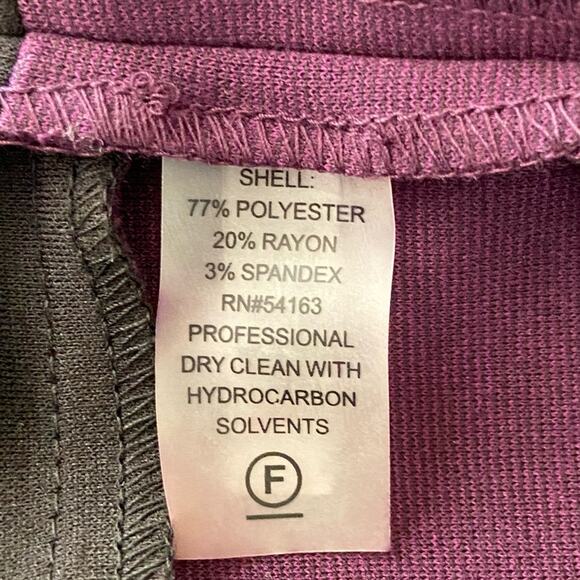 SHELL:
77% POLYESTER
20% RAYON
3% SPANDEX
RN#54163
PROFESSIONAL
DRY CLEAN WITH
HYDROCARBON
SOLVENTS
F